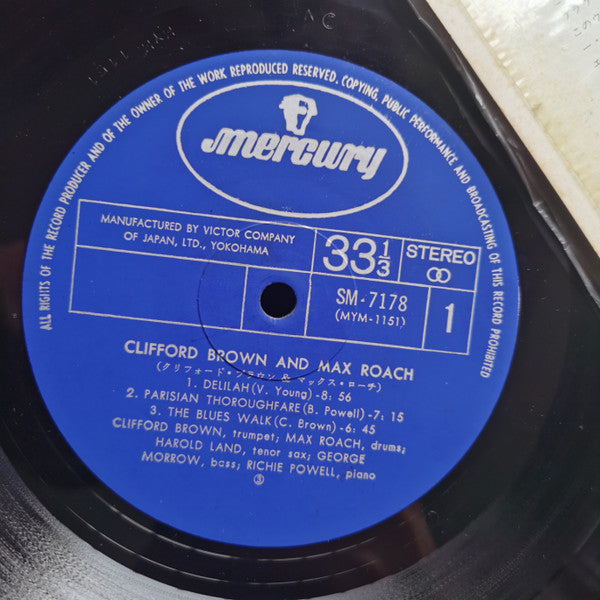 ALL RIGHTS OF THE RECORD PRODUCER AND OF THE OWNER OF THE WORK REPRODUCED RESERVED. COPYING, PUBLIC PERFORMANCE AND BROADCASTING OF THIS RECORD PROHIBITED
mercury
MANUFACTURED BY VICTOR COMPANY
OF JAPAN, LTD., YOKOHAMA
33 1/3
STEREO
SM-7178
(MYM-1151)
1
CLIFFORD BROWN AND MAX ROACH
(クリフォード・ブラウン & マックス・ローチ)
1. DELILAH(V. Young)-8: 56
2. PARISIAN THOROUGHFARE(B. Powell)-7: 15
3. THE BLUES WALK(C. Brown)-6: 45
CLIFFORD BROWN, trumpet; MAX ROACH, drums;
HAROLD LAND, tenor sax; GEORGE
MORROW, bass; RICHIE POWELL, piano
③